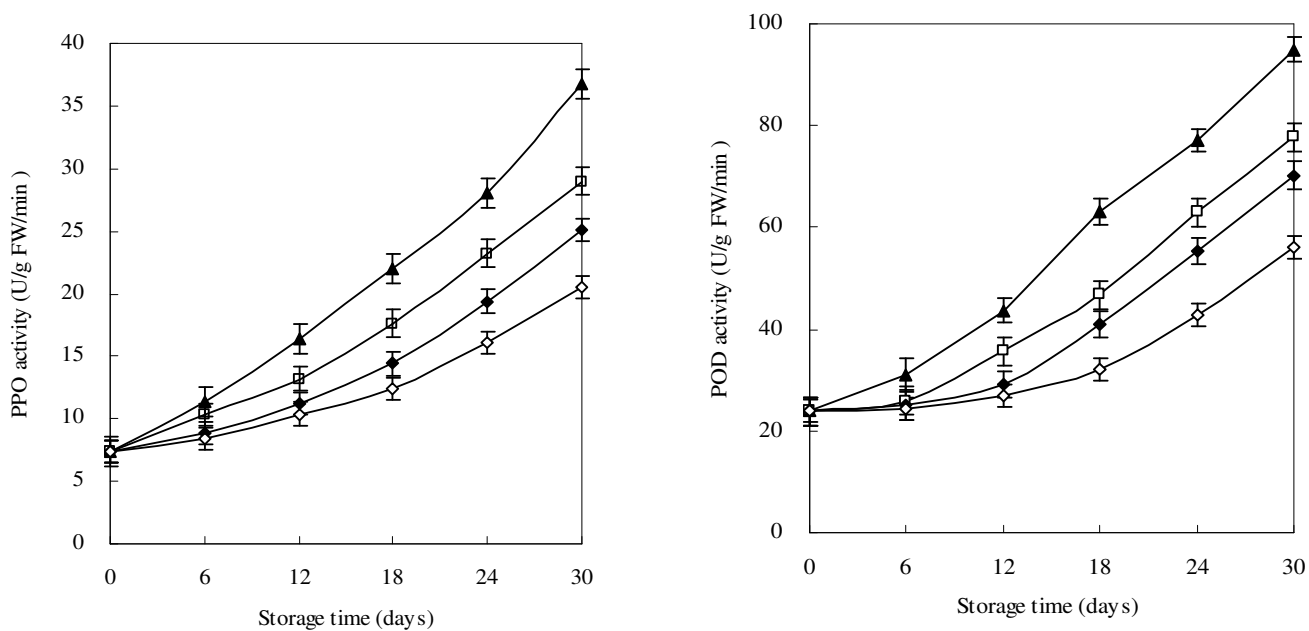 40
35
30
25
20
15
10
5
0
PPO activity (U/g FW/min )
0 6 12 18 24 30
Storage time (days)
100
80
60
40
20
0
POD activity (U/g FW/min )
0 6 12 18 24 30
Storage time (days)